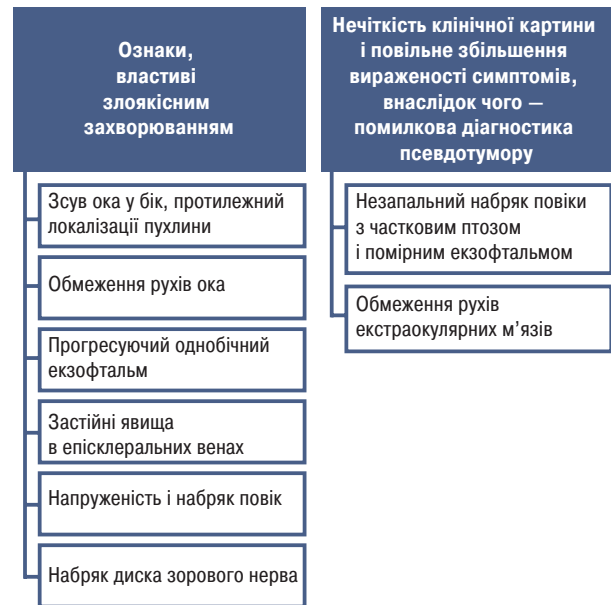 Ознаки,
властиві
злоякісним
захворюванням
Зсув ока у бік, протилежний
локалізації пухлини
Обмеження рухів ока
Прогресуючий однобічний
екзофтальм
Застійні явища
в епісклеральних венах
Напруженість і набряк повік
Набряк диска зорового нерва
Нечіткість клінічної картини
і повільне збільшення
вираженості симптомів,
внаслідок чого —
помилкова діагностика
псевдотумору
Незапальний набряк повіки
з частковим птозом
і помірним екзофтальмом
Обмеження рухів
екстраокулярних м’язів